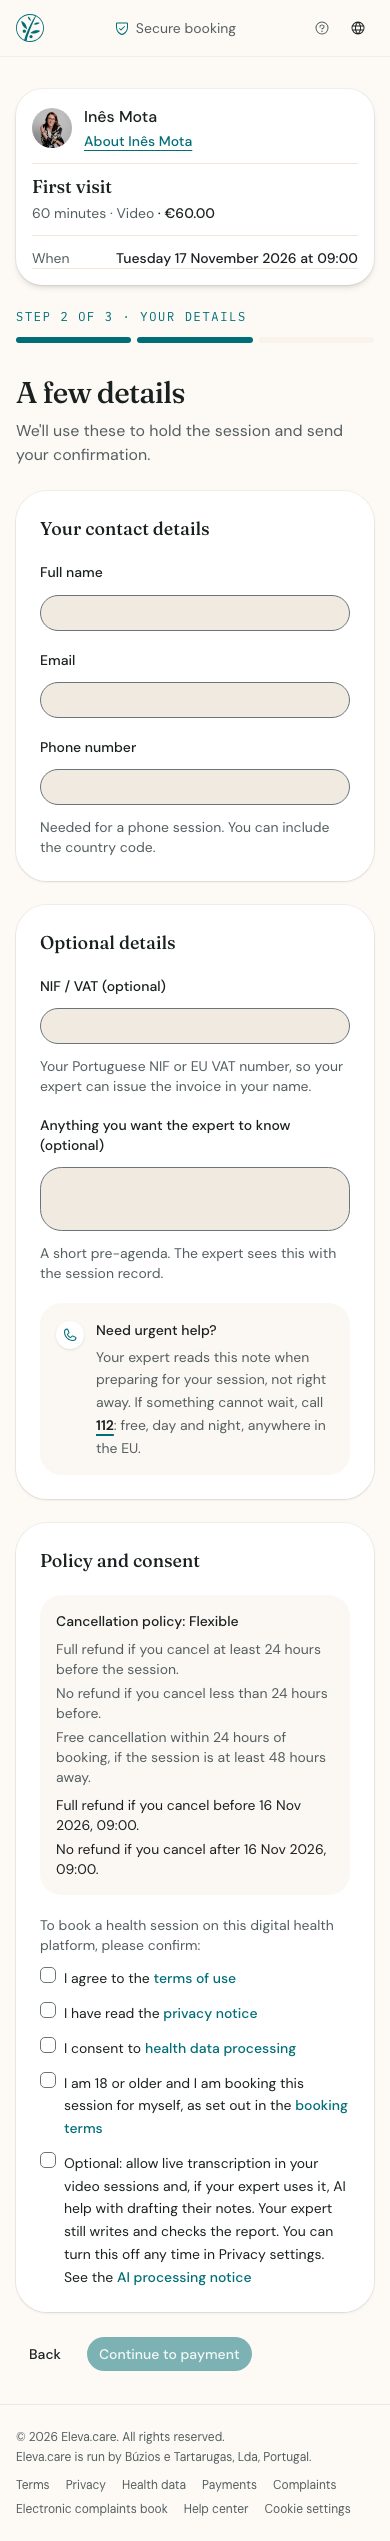 Secure booking
Inês Mota
About Inês Mota
First visit
60 minutes · Video · €60.00
When Tuesday 17 November 2026 at 09:00
STEP 2 OF 3 · YOUR DETAILS
A few details
We'll use these to hold the session and send
your confirmation.
Your contact details
Full name
Email
Phone number
Needed for a phone session. You can include
the country code.
Optional details
NIF / VAT (optional)
Your Portuguese NIF or EU VAT number, so your
expert can issue the invoice in your name.
Anything you want the expert to know
(optional)
A short pre-agenda. The expert sees this with
the session record.
Need urgent help?
Your expert reads this note when
preparing for your session, not right
away. If something cannot wait, call
112: free, day and night, anywhere in
the EU.
Policy and consent
Cancellation policy: Flexible
Full refund if you cancel at least 24 hours
before the session.
No refund if you cancel less than 24 hours
before.
Free cancellation within 24 hours of
booking, if the session is at least 48 hours
away.
Full refund if you cancel before 16 Nov
2026, 09:00.
No refund if you cancel after 16 Nov 2026,
09:00.
To book a health session on this digital health
platform, please confirm:
I agree to the terms of use
I have read the privacy notice
I consent to health data processing
I am 18 or older and I am booking this
session for myself, as set out in the booking
terms
Optional: allow live transcription in your
video sessions and, if your expert uses it, AI
help with drafting their notes. Your expert
still writes and checks the report. You can
turn this off any time in Privacy settings.
See the AI processing notice
Back Continue to payment
© 2026 Eleva.care. All rights reserved.
Eleva.care is run by Búzios e Tartarugas, Lda, Portugal.
Terms Privacy Health data Payments Complaints
Electronic complaints book Help center Cookie settings